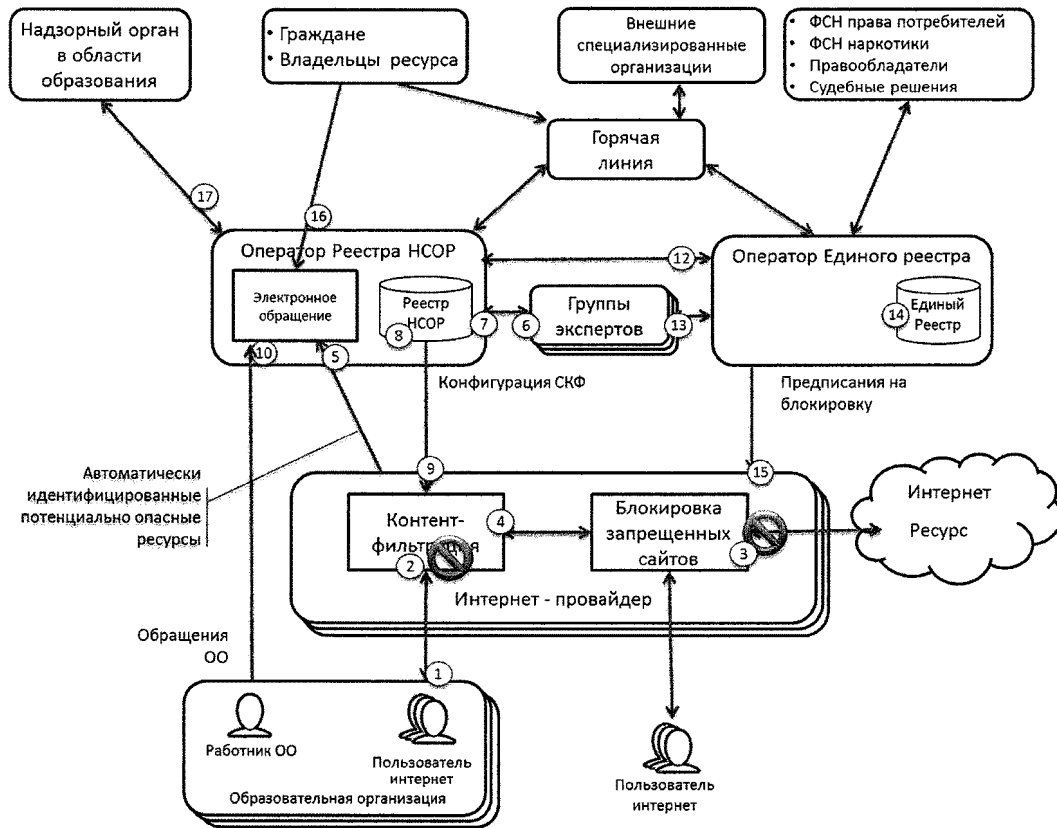 Надзорный орган
в области
образования
• Граждане
• Владельцы ресурса
Внешние
специализированные
организации
• ФСН права потребителей
• ФСН наркотики
• Правообладатели
• Судебные решения
Горячая
линия
17
16
Оператор Реестра НСОР
12
Оператор Единого реестра
Электронное
обращение
Реестр
НСОР
8
7
6
Группы
экспертов
13
14
Единый
Реестр
10
5
Конфигурация СКФ
Предписания на
блокировку
Автоматически
идентифицированные
потенциально опасные
ресурсы
9
15
Контент-
фильтрация
2
4
Блокировка
запрещенных
сайтов
3
Интернет
Ресурс
Интернет - провайдер
Обращения
ОО
1
Работник ОО
Пользователь
интернет
Образовательная организация
Пользователь
интернет